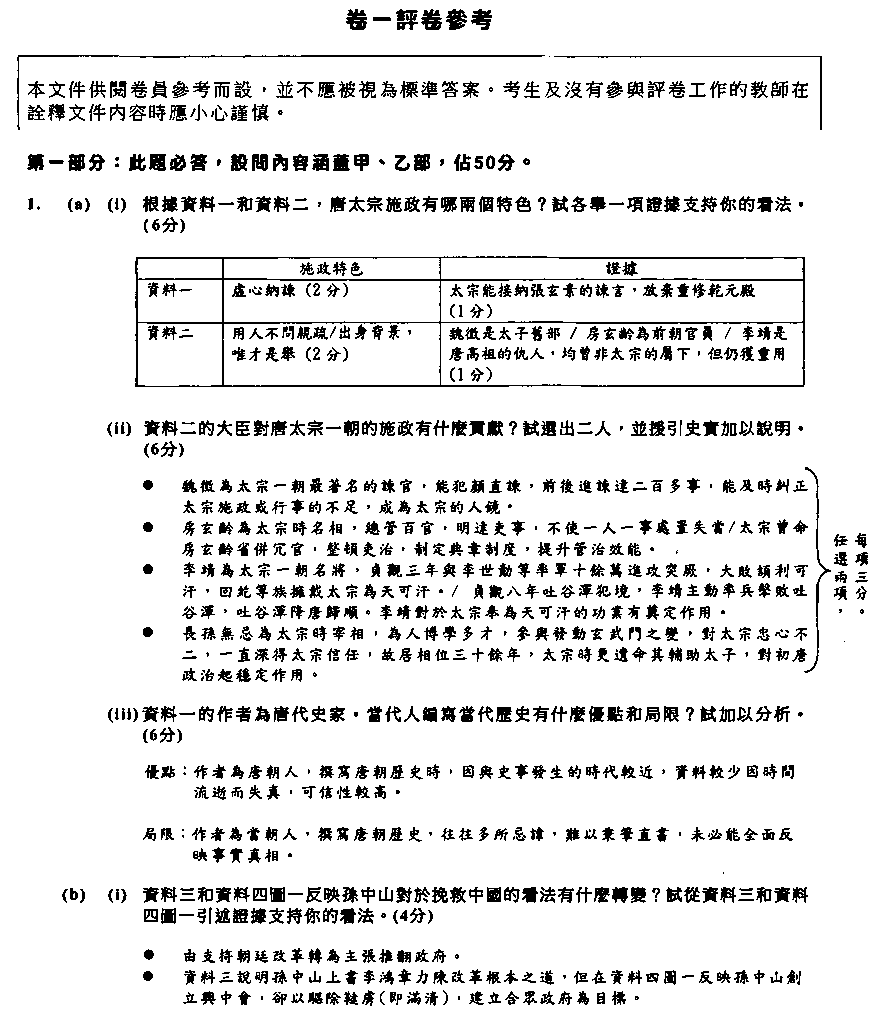 卷一評卷參考
本文件供閱卷員參考而設，並不應被視為標準答案。考生及沒有參與評卷工作的教師在
詮釋文件內容時應小心謹慎。
第一部分：此題必答，設問內容涵蓋甲、乙部，佔50分。
1. (a) (i) 根據資料一和資料二，唐太宗施政有哪兩個特色？試各舉一項證據支持你的看法。
(6分)
施政特色 證據
資料一 虛心納諫 (2 分) 太宗能接納張玄素的諫言，放棄重修乾元殿
(1 分)
資料二 用人不問親疏/出身背景， 魏徵是太子舊部 / 房玄齡為前朝官員 / 李靖是
唯才是舉 (2 分) 唐高祖的仇人，均曾非太宗的屬下，但仍獲重用
(1 分)
(ii) 資料二的大臣對唐太宗一朝的施政有什麼貢獻？試選出二人，並援引史實加以說明。
(6分)
● 魏徵為太宗一朝最著名的諫官，能犯顏直諫，前後進諫達二百多事，能及時糾正
太宗施政或行事的不足，成為太宗的人鏡。
● 房玄齡為太宗時名相，總管百官，明達吏事，不使一人一事處置失當/太宗曾命
房玄齡省併冗官，整頓吏治，制定典章制度，提升管治效能。
● 李靖為太宗一朝名將，貞觀三年與李世勣等率軍十餘萬進攻突厥，大敗頡利可
汗，回紇等族擁戴太宗為天可汗。/ 貞觀八年吐谷渾犯境，李靖主動率兵擊敗吐
谷渾，吐谷渾降唐歸順。李靖對於太宗奉為天可汗的功業有奠定作用。
● 長孫無忌為太宗時宰相，為人博學多才，參與發動玄武門之變，對太宗忠心不
二，一直深得太宗信任，故居相位三十餘年，太宗時更遺命其輔助太子，對初唐
政治起穩定作用。
每項三分。
任選兩項，
(iii) 資料一的作者為唐代史家。當代人編寫當代歷史有什麼優點和局限？試加以分析。
(6分)
優點：作者為唐朝人，撰寫唐朝歷史時，因與史事發生的時代較近，資料較少因時間
流逝而失真，可信性較高。
局限：作者為當朝人，撰寫唐朝歷史，往往多所忌諱，難以秉筆直書，未必能全面反
映事實真相。
(b) (i) 資料三和資料四圖一反映孫中山對於挽救中國的看法有什麼轉變？試從資料三和資料
四圖一引述證據支持你的看法。(4分)
● 由支持朝廷改革轉為主張推翻政府。
● 資料三說明孫中山上書李鴻章力陳改革根本之道，但在資料四圖一反映孫中山創
立興中會，卻以驅除韃虜(即滿清)，建立合眾政府為目標。